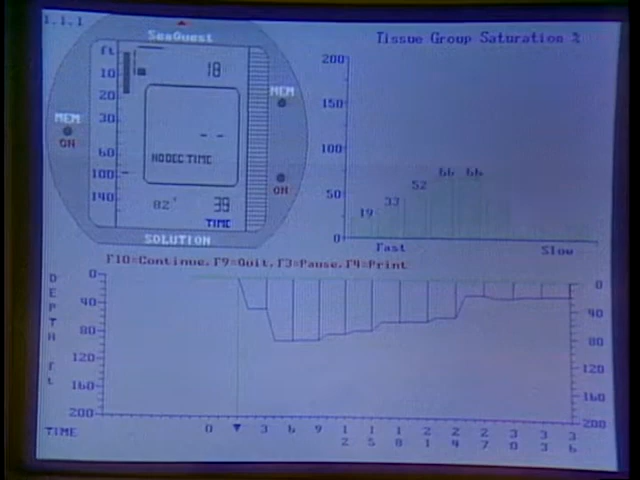 1.1.1
SeaQuest
Tissue Group Saturation %
ft
10
20
30
60
100
140
18
MEM
MEM
ON
ON
- -
NODEC TIME
82°
39
TIME
SOLUTION
200
150
100
50
0
19
33
52
66
66
Fast
Slow
F10=Continue, F9=Quit, F3=Pause, F4=Print
DEPTH
0
40
80
120
160
200
0
40
80
120
160
200
TIME
0 3 6 9 12 15 18 21 24 27 30 33 36